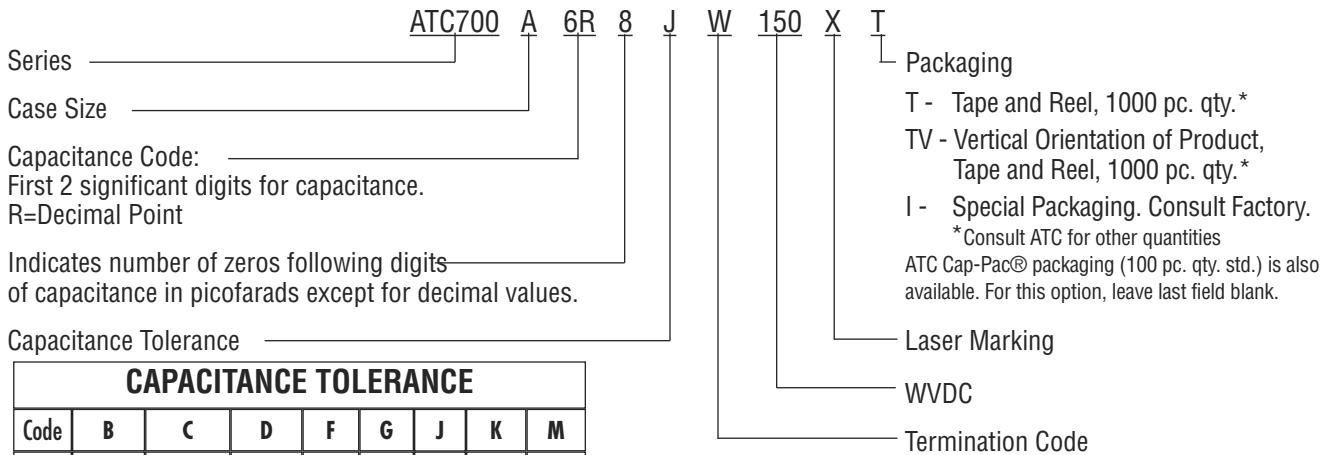 ATC700 A 6R 8 J W 150 X T
Series
Case Size
Capacitance Code:
First 2 significant digits for capacitance.
R=Decimal Point
Indicates number of zeros following digits
of capacitance in picofarads except for decimal values.
Capacitance Tolerance
CAPACITANCE TOLERANCE
Code B C D F G J K M
Packaging
T - Tape and Reel, 1000 pc. qty.*
TV - Vertical Orientation of Product,
Tape and Reel, 1000 pc. qty.*
I - Special Packaging. Consult Factory.
*Consult ATC for other quantities
ATC Cap-Pac® packaging (100 pc. qty. std.) is also
available. For this option, leave last field blank.
Laser Marking
WVDC
Termination Code